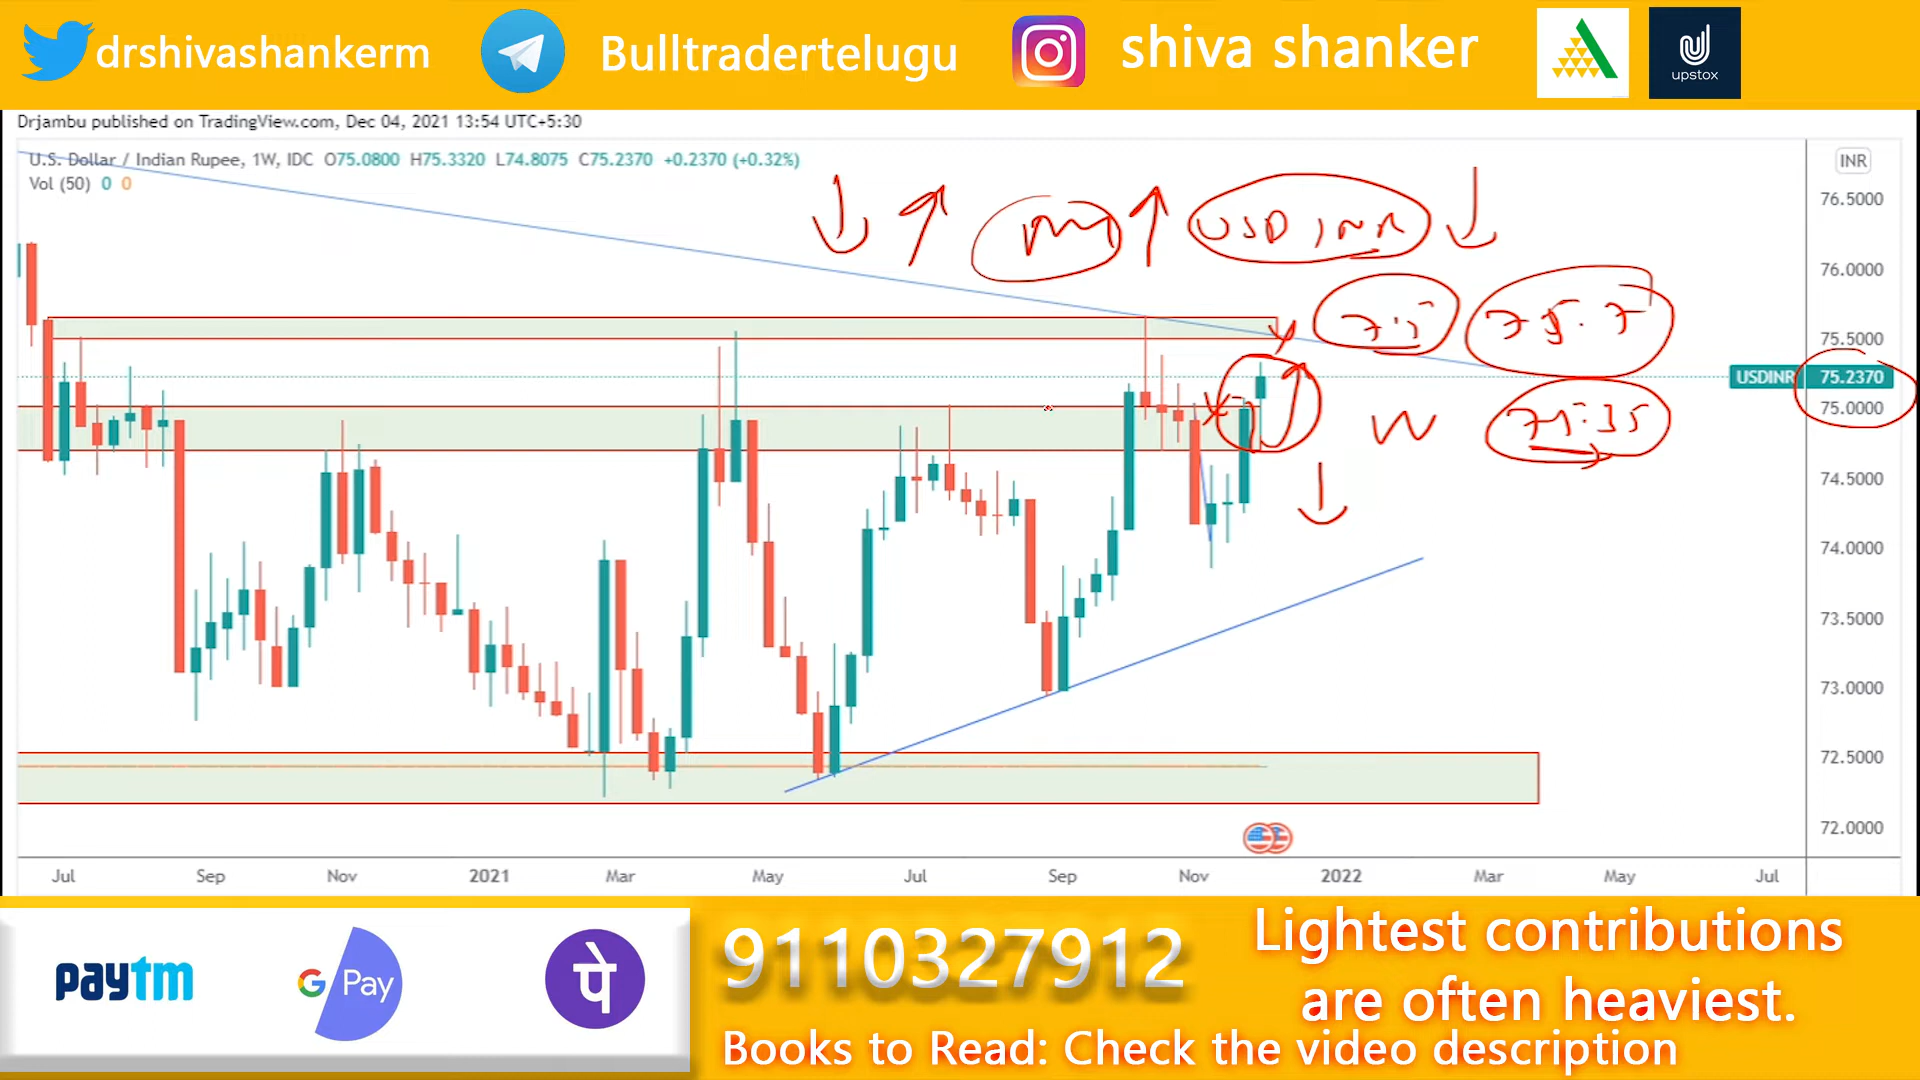 drshivashankerm
Bulltradertelugu
shiva shanker
upstox
Drjambu published on TradingView.com, Dec 04, 2021 13:54 UTC+5:30
U.S. Dollar / Indian Rupee, 1W, IDC O75.0800 H75.3320 L74.8075 C75.2370 +0.2370 (+0.32%)
Vol (50) 0 0
INR
76.5000
USD INR
76.0000
75.7
75.5000
USDINR 75.2370
75.0000
75.35
74.5000
74.0000
73.5000
73.0000
72.5000
72.0000
Jul Sep Nov 2021 Mar May Jul Sep Nov 2022 Mar May Jul
paytm
G Pay
पे
9110327912
Lightest contributions
are often heaviest.
Books to Read: Check the video description